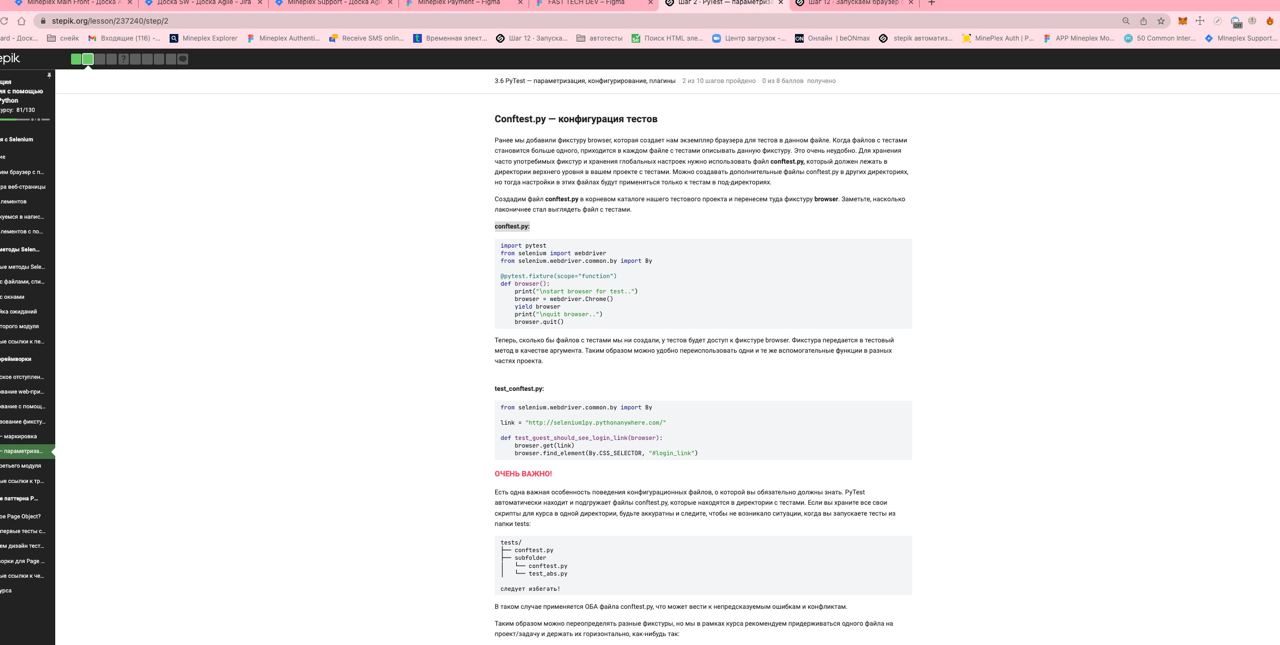 Mineplex Main Front - Доска A
Доска SW - Доска Agile - Jira
Mineplex Support - Доска Ag
Mineplex Payment – Figma
FAST TECH DEV – Figma
Шаг 2 - PyTest — параметриз
Шаг 12 - Запускаем браузер
stepik.org/lesson/237240/step/2
ard - Доск...
снейк
Входящие (116) -...
Mineplex Explorer
Mineplex Authenti...
Receive SMS online...
Временная элект...
Шаг 12 - Запуска...
автотесты
Поиск HTML эле...
Центр загрузок -...
Онлайн | beONmax
stepik автоматиз...
MinePlex Auth | P...
APP Mineplex Mo...
50 Common Inter...
Mineplex Support...
epik
3.6 PyTest — параметризация, конфигурирование, плагины 2 из 10 шагов пройдено 0 из 8 баллов получено
ция
ия с помощью
Python
урсу: 81/130
я с Selenium
ие
ем браузер с п...
ра веб-страницы
лементов
куемся в напис...
лементов с по...
методы Selen...
ые методы Sele...
с файлами, спи...
с окнами
йка ожиданий
торого модуля
ые ссылки к пе...
реймворки
ское отступлен...
вание web-при...
вание с помощ...
зование фиксту...
— маркировка
— параметриза...
ретьего модуля
ые ссылки к тр...
е паттерна P...
ое Page Object?
первые тесты с...
ем дизайн тест...
ворки для Page ...
ые ссылки к че...
урса
Conftest.py — конфигурация тестов
Ранее мы добавили фикстуру browser, которая создает нам экземпляр браузера для тестов в данном файле. Когда файлов с тестами
становится больше одного, приходится в каждом файле с тестами описывать данную фикстуру. Это очень неудобно. Для хранения
часто употребимых фикстур и хранения глобальных настроек нужно использовать файл conftest.py, который должен лежать в
директории верхнего уровня в вашем проекте с тестами. Можно создавать дополнительные файлы conftest.py в других директориях,
но тогда настройки в этих файлах будут применяться только к тестам в под-директориях.
Создадим файл conftest.py в корневом каталоге нашего тестового проекта и перенесем туда фикстуру browser. Заметьте, насколько
лаконичнее стал выглядеть файл с тестами.
conftest.py:
import pytest
from selenium import webdriver
from selenium.webdriver.common.by import By
@pytest.fixture(scope="function")
def browser():
print("\nstart browser for test..")
browser = webdriver.Chrome()
yield browser
print("\nquit browser..")
browser.quit()
Теперь, сколько бы файлов с тестами мы ни создали, у тестов будет доступ к фикстуре browser. Фикстура передается в тестовый
метод в качестве аргумента. Таким образом можно удобно переиспользовать одни и те же вспомогательные функции в разных
частях проекта.
test_conftest.py:
from selenium.webdriver.common.by import By
link = "http://selenium1py.pythonanywhere.com/"
def test_guest_should_see_login_link(browser):
browser.get(link)
browser.find_element(By.CSS_SELECTOR, "#login_link")
ОЧЕНЬ ВАЖНО!
Есть одна важная особенность поведения конфигурационных файлов, о которой вы обязательно должны знать. PyTest
автоматически находит и подгружает файлы conftest.py, которые находятся в директории с тестами. Если вы храните все свои
скрипты для курса в одной директории, будьте аккуратны и следите, чтобы не возникало ситуации, когда вы запускаете тесты из
папки tests:
tests/
├── conftest.py
├── subfolder
│   └── conftest.py
│   └── test_abs.py
следует избегать!
В таком случае применяется ОБА файла conftest.py, что может вести к непредсказуемым ошибкам и конфликтам.
Таким образом можно переопределять разные фикстуры, но мы в рамках курса рекомендуем придерживаться одного файла на
проект/задачу и держать их горизонтально, как-нибудь так: